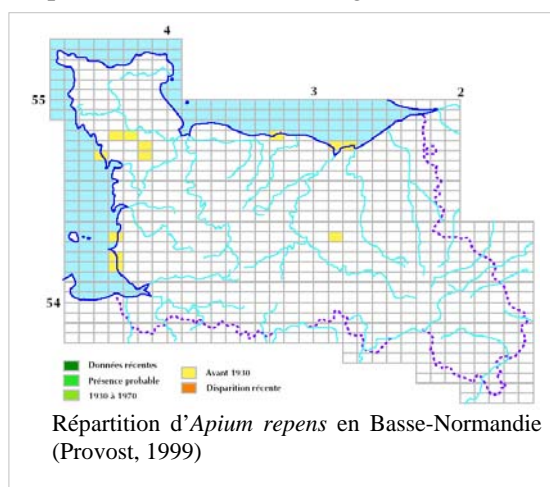 4
55
3
2
54
Données récentes
Présence probable
1930 à 1970
Avant 1930
Disparition récente
Répartition d'Apium repens en Basse-Normandie
(Provost, 1999)